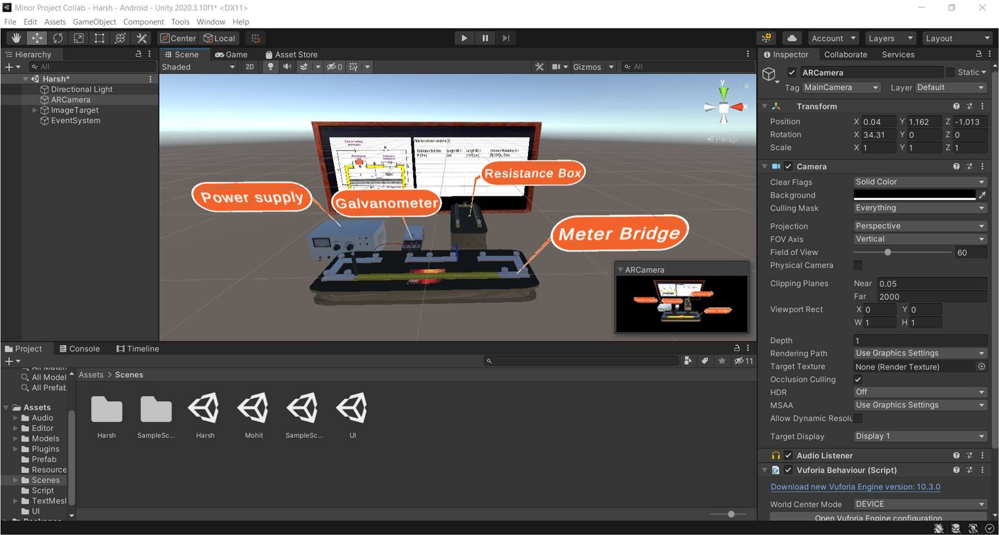 Minor Project Collab - Harsh - Android - Unity 2020.3.10f1* <DX11>
File Edit Assets GameObject Component Tools Window Help
Center Local Account Layers Layout
Hierarchy
All
Harsh*
Directional Light
ARCamera
ImageTarget
EventSystem
Scene Game Asset Store
Shaded 2D 0 Gizmos All
y
x
Persp
Table for unknown resistance (X)
Resistance Box
Power supply
Galvanometer
Meter Bridge
ARCamera
Inspector Collaborate Services
ARCamera Static
Tag MainCamera Layer Default
Transform
Position X 0.04 Y 1.162 Z -1.013
Rotation X 34.31 Y 0 Z 0
Scale X 1 Y 1 Z 1
Camera
Clear Flags Solid Color
Background
Culling Mask Everything
Projection Perspective
FOV Axis Vertical
Field of View 60
Physical Camera
Clipping Planes Near 0.05
Far 2000
Viewport Rect X 0 Y 0
W 1 H 1
Depth 1
Rendering Path Use Graphics Settings
Target Texture None (Render Texture)
Occlusion Culling
HDR Off
MSAA Use Graphics Settings
Allow Dynamic Resolu
Target Display Display 1
Audio Listener
Vuforia Behaviour (Script)
Download new Vuforia Engine version: 10.3.0
World Center Mode DEVICE
Open Vuforia Engine configuration
Project Console Timeline
11
All Materi
All Model
All Prefab
Assets
Audio
Editor
Models
Plugins
Prefab
Resource
Scenes
Script
TextMesh
UI
Packages
Assets > Scenes
Harsh SampleSc... Harsh Mohit SampleSc... UI